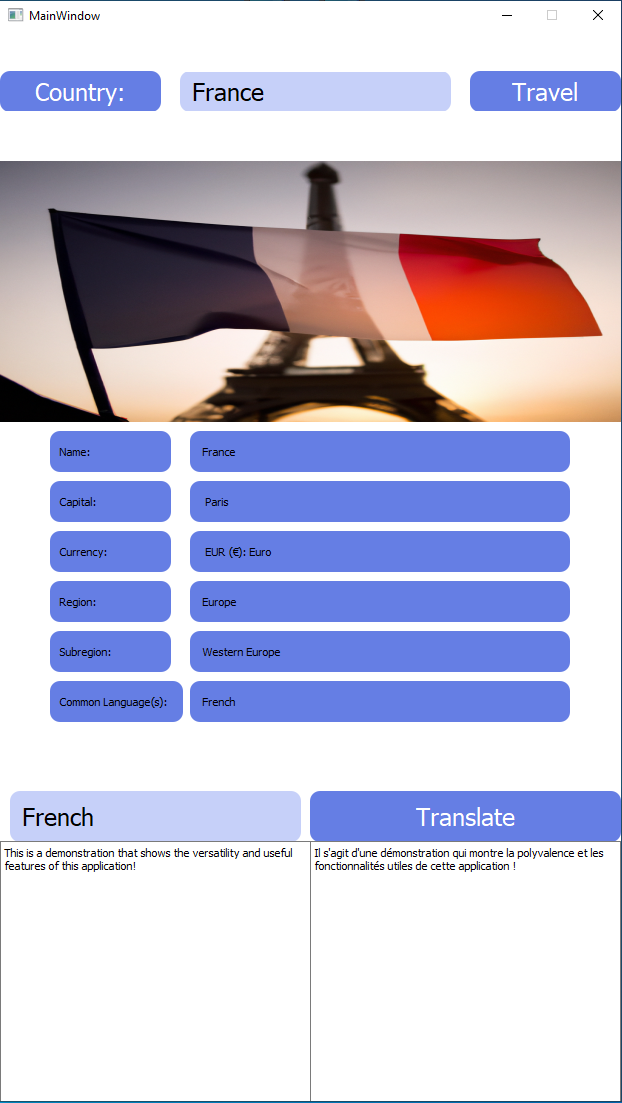 MainWindow
Country: France Travel
Name: France
Capital: Paris
Currency: EUR (€): Euro
Region: Europe
Subregion: Western Europe
Common Language(s): French
French Translate
This is a demonstration that shows the versatility and useful
features of this application!
Il s'agit d'une démonstration qui montre la polyvalence et les
fonctionnalités utiles de cette application !